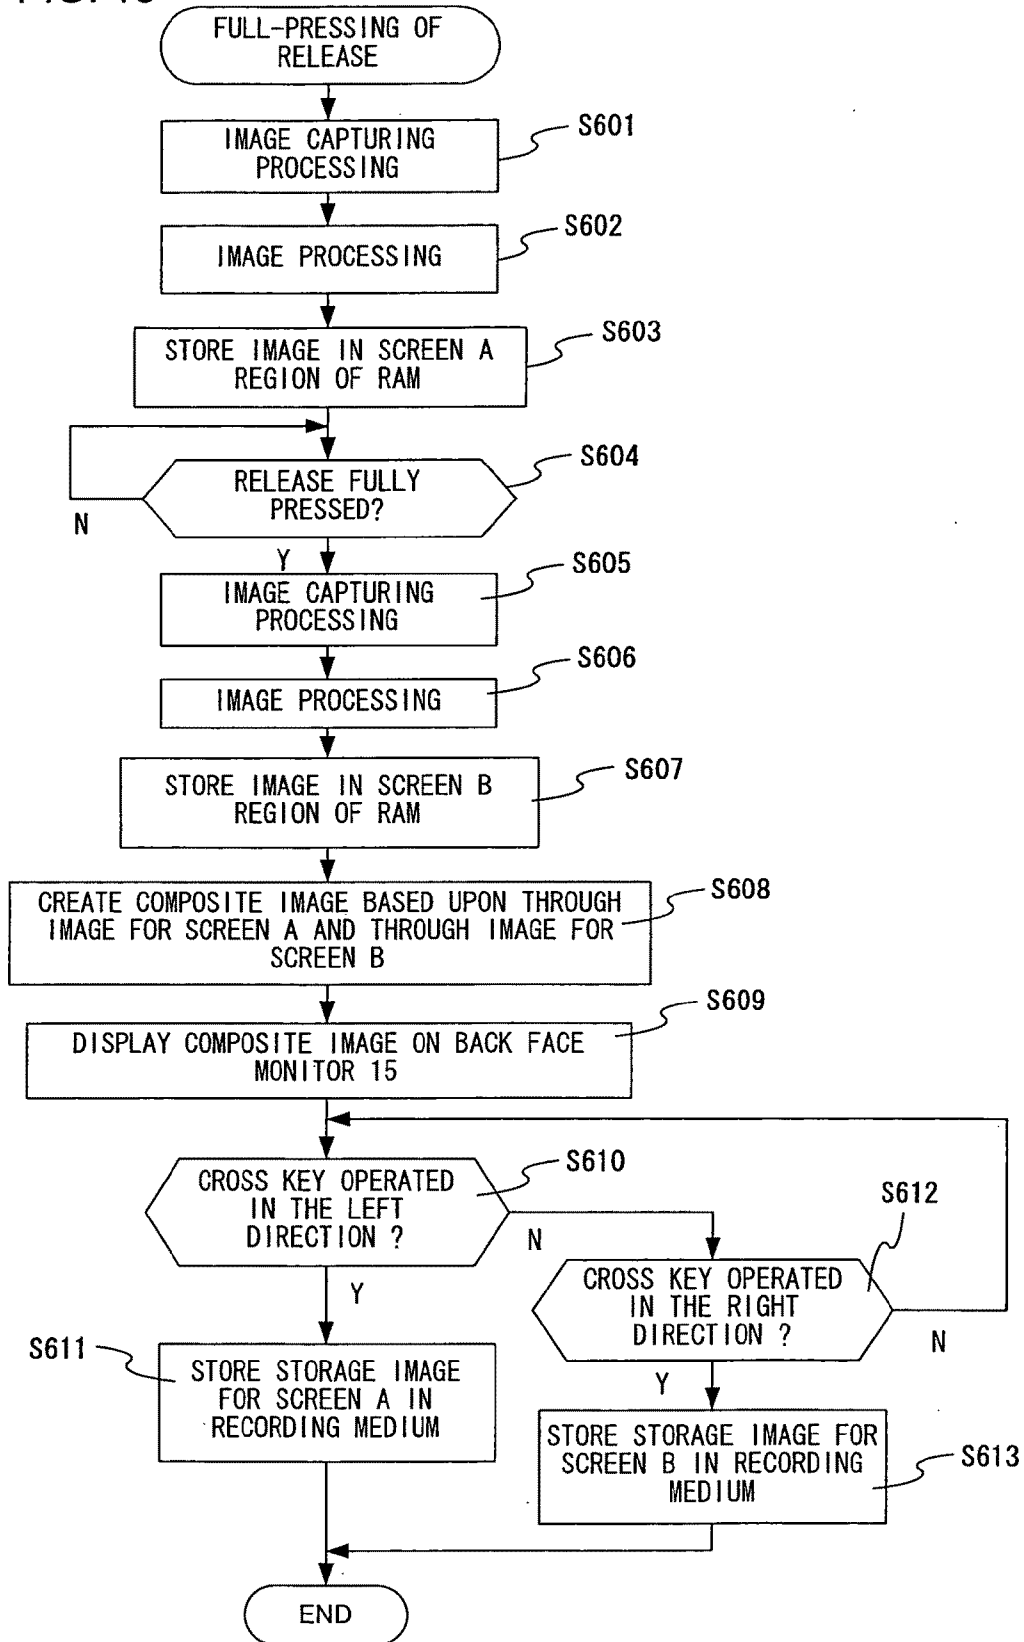 FULL-PRESSING OF
RELEASE
IMAGE CAPTURING
PROCESSING
S601
IMAGE PROCESSING
S602
STORE IMAGE IN SCREEN A
REGION OF RAM
S603
RELEASE FULLY
PRESSED?
S604
N
Y
IMAGE CAPTURING
PROCESSING
S605
IMAGE PROCESSING
S606
STORE IMAGE IN SCREEN B
REGION OF RAM
S607
CREATE COMPOSITE IMAGE BASED UPON THROUGH
IMAGE FOR SCREEN A AND THROUGH IMAGE FOR
SCREEN B
S608
DISPLAY COMPOSITE IMAGE ON BACK FACE
MONITOR 15
S609
CROSS KEY OPERATED
IN THE LEFT
DIRECTION ?
S610
N
Y
CROSS KEY OPERATED
IN THE RIGHT
DIRECTION ?
S612
N
Y
STORE STORAGE IMAGE
FOR SCREEN A IN
RECORDING MEDIUM
S611
STORE STORAGE IMAGE FOR
SCREEN B IN RECORDING
MEDIUM
S613
END